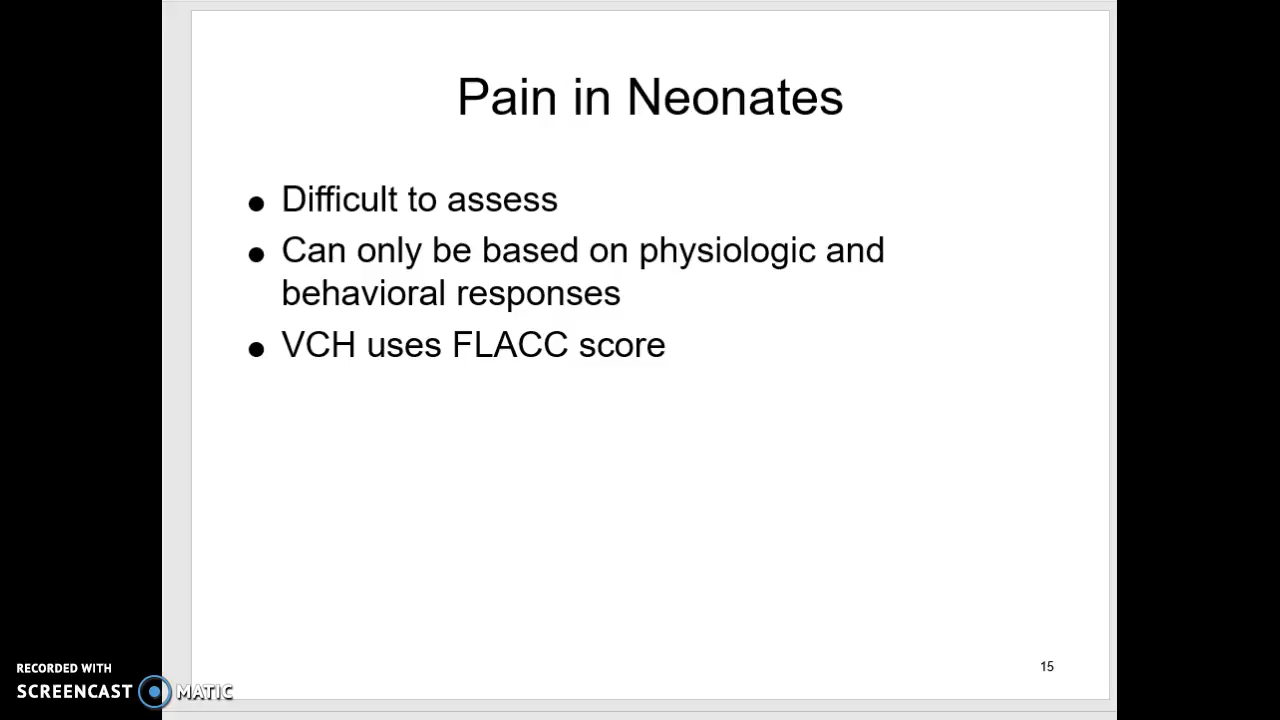 Pain in Neonates
● Difficult to assess
● Can only be based on physiologic and
behavioral responses
● VCH uses FLACC score
15
RECORDED WITH
SCREENCAST MATIC